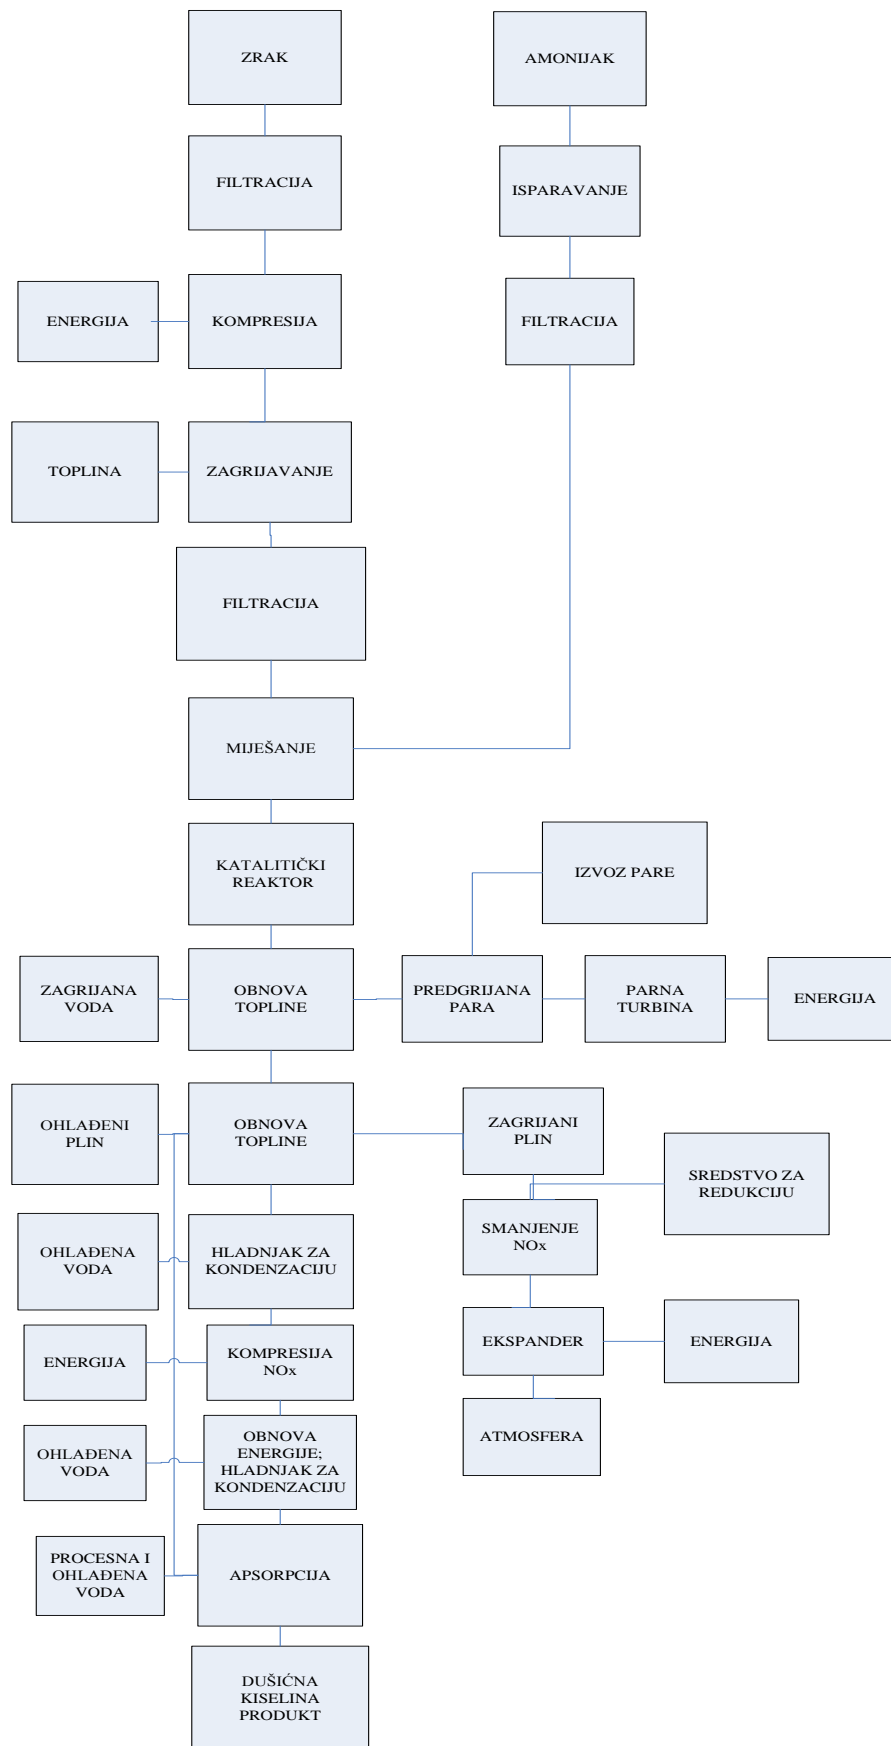 ZRAK
AMONIJAK
FILTRACIJA
ISPARAVANJE
ENERGIJA
KOMPRESIJA
FILTRACIJA
TOPLINA
ZAGRIJAVANJE
FILTRACIJA
MIJEŠANJE
KATALITIČKI
REAKTOR
IZVOZ PARE
ZAGRIJANA
VODA
OBNOVA
TOPLINE
PREDGRIJANA
PARA
PARNA
TURBINA
ENERGIJA
OHLAĐENI
PLIN
OBNOVA
TOPLINE
ZAGRIJANI
PLIN
SREDSTVO ZA
REDUKCIJU
OHLAĐENA
VODA
HLADNJAK ZA
KONDENZACIJU
SMANJENJE
NOx
ENERGIJA
KOMPRESIJA
NOx
EKSPANDER
ENERGIJA
OHLAĐENA
VODA
OBNOVA
ENERGIJE;
HLADNJAK ZA
KONDENZACIJU
ATMOSFERA
PROCESNA I
OHLAĐENA
VODA
APSORPCIJA
DUŠIĆNA
KISELINA
PRODUKT